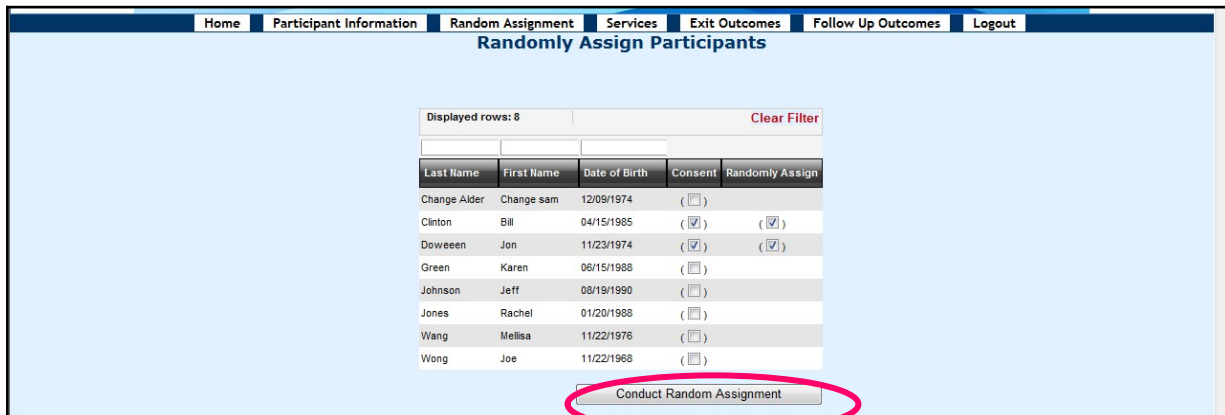 Home Participant Information Random Assignment Services Exit Outcomes Follow Up Outcomes Logout
Randomly Assign Participants
Displayed rows: 8 Clear Filter
Last Name First Name Date of Birth Consent Randomly Assign
Change Alder Change sam 12/09/1974 ( )
Clinton Bill 04/15/1985 ( ) ( )
Doweeen Jon 11/23/1974 ( ) ( )
Green Karen 06/15/1988 ( )
Johnson Jeff 08/19/1990 ( )
Jones Rachel 01/20/1988 ( )
Wang Mellisa 11/22/1976 ( )
Wong Joe 11/22/1968 ( )
Conduct Random Assignment